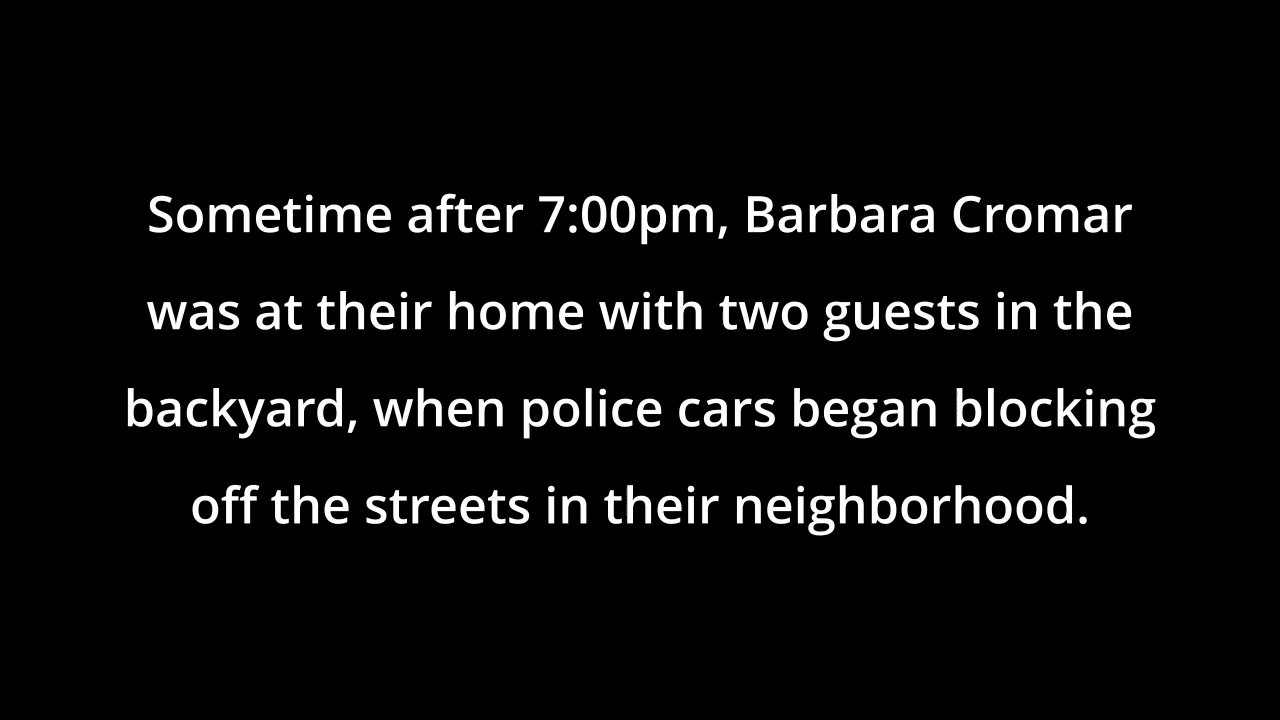 Sometime after 7:00pm, Barbara Cromar
was at their home with two guests in the
backyard, when police cars began blocking
off the streets in their neighborhood.